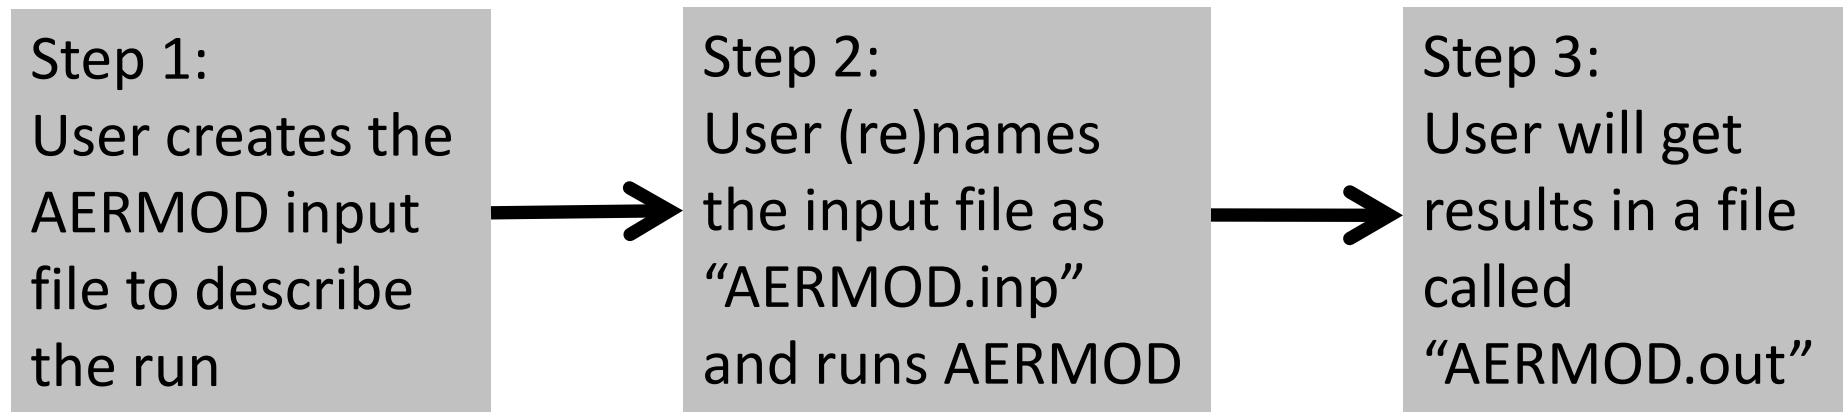 Step 1:
User creates the
AERMOD input
file to describe
the run
Step 2:
User (re)names
the input file as
“AERMOD.inp”
and runs AERMOD
Step 3:
User will get
results in a file
called
“AERMOD.out”